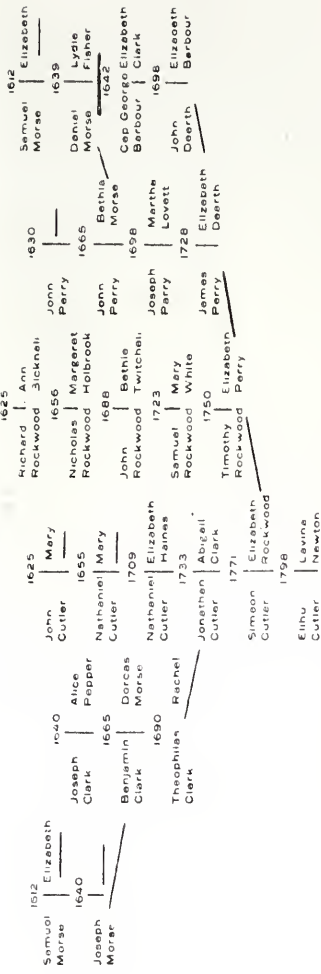 1612
Samuel Elizabeth
Morse
1640
Joseph
Morse
1640
Joseph Alice
Clark Pepper
1665
Benjamin Dorcas
Clark Morse
1690
Theophilas Rachel
Clark
1625
John Mary
Cutler
1655
Nathaniel Mary
Cutler
1709
Nathaniel Elizabeth
Cutler Haines
1733
Jonathan Abigail
Cutler Clark
1771
Simeon Elizabeth
Cutler Rockwood
1798
Elihu Lavina
Cutler Newton
1625
Richard Ann
Rockwood Bicknall
1656
Nicholas Margaret
Rockwood Holbrook
1688
John Bethia
Rockwood Twitchell
1723
Samuel Mary
Rockwood White
1750
Timothy Elizabeth
Rockwood Perry
1630
John
Perry
1665
John Bethia
Perry Morse
1698
Joseph Martha
Parry Lovett
1728
James Elizabeth
Perry Dearth
1612
Samuel Elizabeth
Morse
1639
Daniel Lydia
Morse Fisher
1642
Cap George Elizabeth
Barbour Clark
1698
John Elizabeth
Dearth Barbour